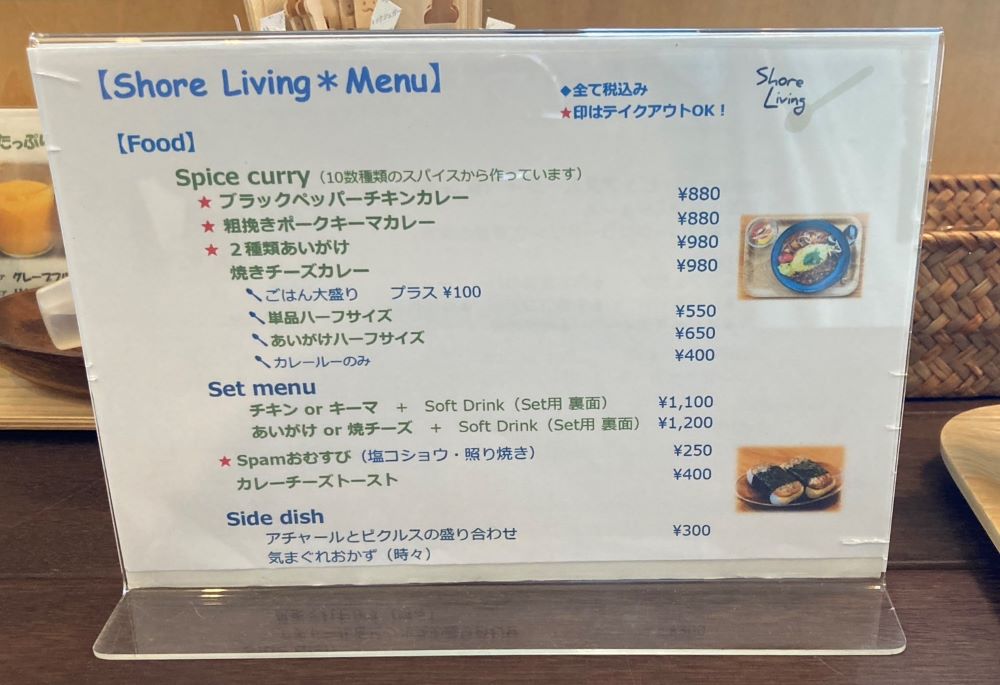 【Shore Living＊Menu】
◆全て税込み
★印はテイクアウトOK！
Shore
Living
【Food】
Spice curry（10数種類のスパイスから作っています）
★ ブラックペッパーチキンカレー ¥880
★ 粗挽きポークキーマカレー ¥880
★ ２種類あいがけ ¥980
焼きチーズカレー ¥980
ごはん大盛り プラス ¥100
単品ハーフサイズ ¥550
あいがけハーフサイズ ¥650
カレールーのみ ¥400
Set menu
チキン or キーマ + Soft Drink（Set用 裏面） ¥1,100
あいがけ or 焼チーズ + Soft Drink（Set用 裏面） ¥1,200
★ Spamおむすび（塩コショウ・照り焼き） ¥250
カレーチーズトースト ¥400
Side dish
アチャールとピクルスの盛り合わせ ¥300
気まぐれおかず（時々）
たっぷり